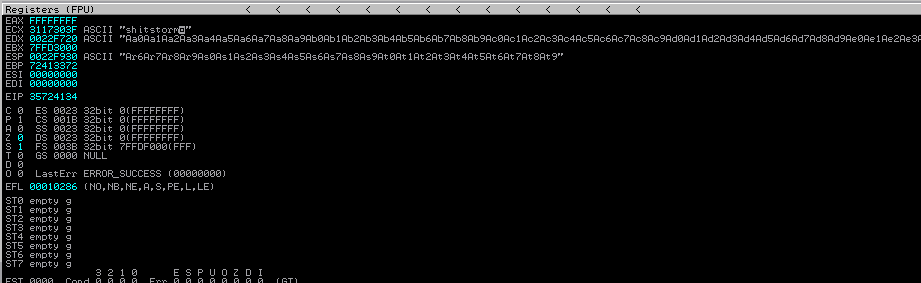 Registers (FPU) < < < < < < < < < < < < <
EAX FFFFFFFF
ECX 3117303F ASCII "shitstorm"
EDX 0022F720 ASCII "Aa0Aa1Aa2Aa3Aa4Aa5Aa6Aa7Aa8Aa9Ab0Ab1Ab2Ab3Ab4Ab5Ab6Ab7Ab8Ab9Ac0Ac1Ac2Ac3Ac4Ac5Ac6Ac7Ac8Ac9Ad0Ad1Ad2Ad3Ad4Ad5Ad6Ad7Ad8Ad9Ae0Ae1Ae2Ae3A
EBX 7FFD3000
ESP 0022F930 ASCII "Ar6Ar7Ar8Ar9As0As1As2As3As4As5As6As7As8As9At0At1At2At3At4At5At6At7At8At9"
EBP 72413372
ESI 00000000
EDI 00000000
EIP 35724134
C 0 ES 0023 32bit 0(FFFFFFFF)
P 1 CS 001B 32bit 0(FFFFFFFF)
A 0 SS 0023 32bit 0(FFFFFFFF)
Z 0 DS 0023 32bit 0(FFFFFFFF)
S 1 FS 003B 32bit 7FFDF000(FFF)
T 0 GS 0000 NULL
D 0
O 0 LastErr ERROR_SUCCESS (00000000)
EFL 00010286 (NO,NB,NE,A,S,PE,L,LE)
ST0 empty g
ST1 empty g
ST2 empty g
ST3 empty g
ST4 empty g
ST5 empty g
ST6 empty g
ST7 empty g
3 2 1 0 E S P U O Z D I
FST 0000 Cond 0 0 0 0 Err 0 0 0 0 0 0 0 0 (GT)